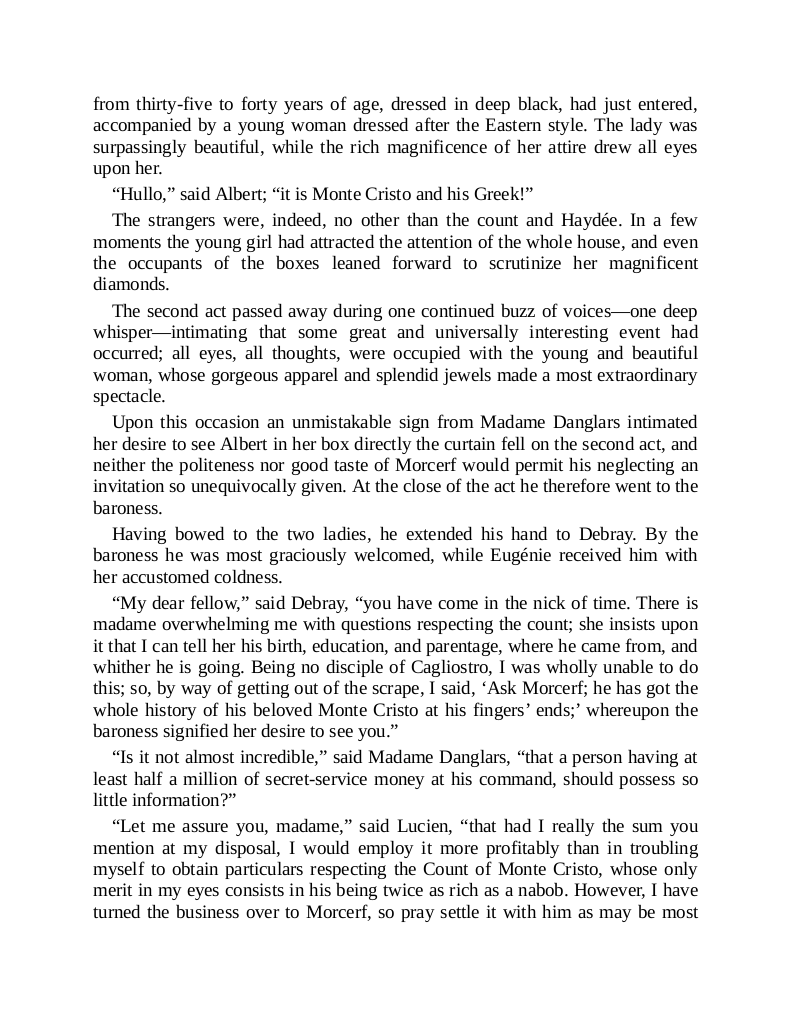 from thirty-five to forty years of age, dressed in deep black, had just entered,
accompanied by a young woman dressed after the Eastern style. The lady was
surpassingly beautiful, while the rich magnificence of her attire drew all eyes
upon her.
“Hullo,” said Albert; “it is Monte Cristo and his Greek!”
The strangers were, indeed, no other than the count and Haydée. In a few
moments the young girl had attracted the attention of the whole house, and even
the occupants of the boxes leaned forward to scrutinize her magnificent
diamonds.
The second act passed away during one continued buzz of voices—one deep
whisper—intimating that some great and universally interesting event had
occurred; all eyes, all thoughts, were occupied with the young and beautiful
woman, whose gorgeous apparel and splendid jewels made a most extraordinary
spectacle.
Upon this occasion an unmistakable sign from Madame Danglars intimated
her desire to see Albert in her box directly the curtain fell on the second act, and
neither the politeness nor good taste of Morcerf would permit his neglecting an
invitation so unequivocally given. At the close of the act he therefore went to the
baroness.
Having bowed to the two ladies, he extended his hand to Debray. By the
baroness he was most graciously welcomed, while Eugénie received him with
her accustomed coldness.
“My dear fellow,” said Debray, “you have come in the nick of time. There is
madame overwhelming me with questions respecting the count; she insists upon
it that I can tell her his birth, education, and parentage, where he came from, and
whither he is going. Being no disciple of Cagliostro, I was wholly unable to do
this; so, by way of getting out of the scrape, I said, ‘Ask Morcerf; he has got the
whole history of his beloved Monte Cristo at his fingers’ ends;’ whereupon the
baroness signified her desire to see you.”
“Is it not almost incredible,” said Madame Danglars, “that a person having at
least half a million of secret-service money at his command, should possess so
little information?”
“Let me assure you, madame,” said Lucien, “that had I really the sum you
mention at my disposal, I would employ it more profitably than in troubling
myself to obtain particulars respecting the Count of Monte Cristo, whose only
merit in my eyes consists in his being twice as rich as a nabob. However, I have
turned the business over to Morcerf, so pray settle it with him as may be most